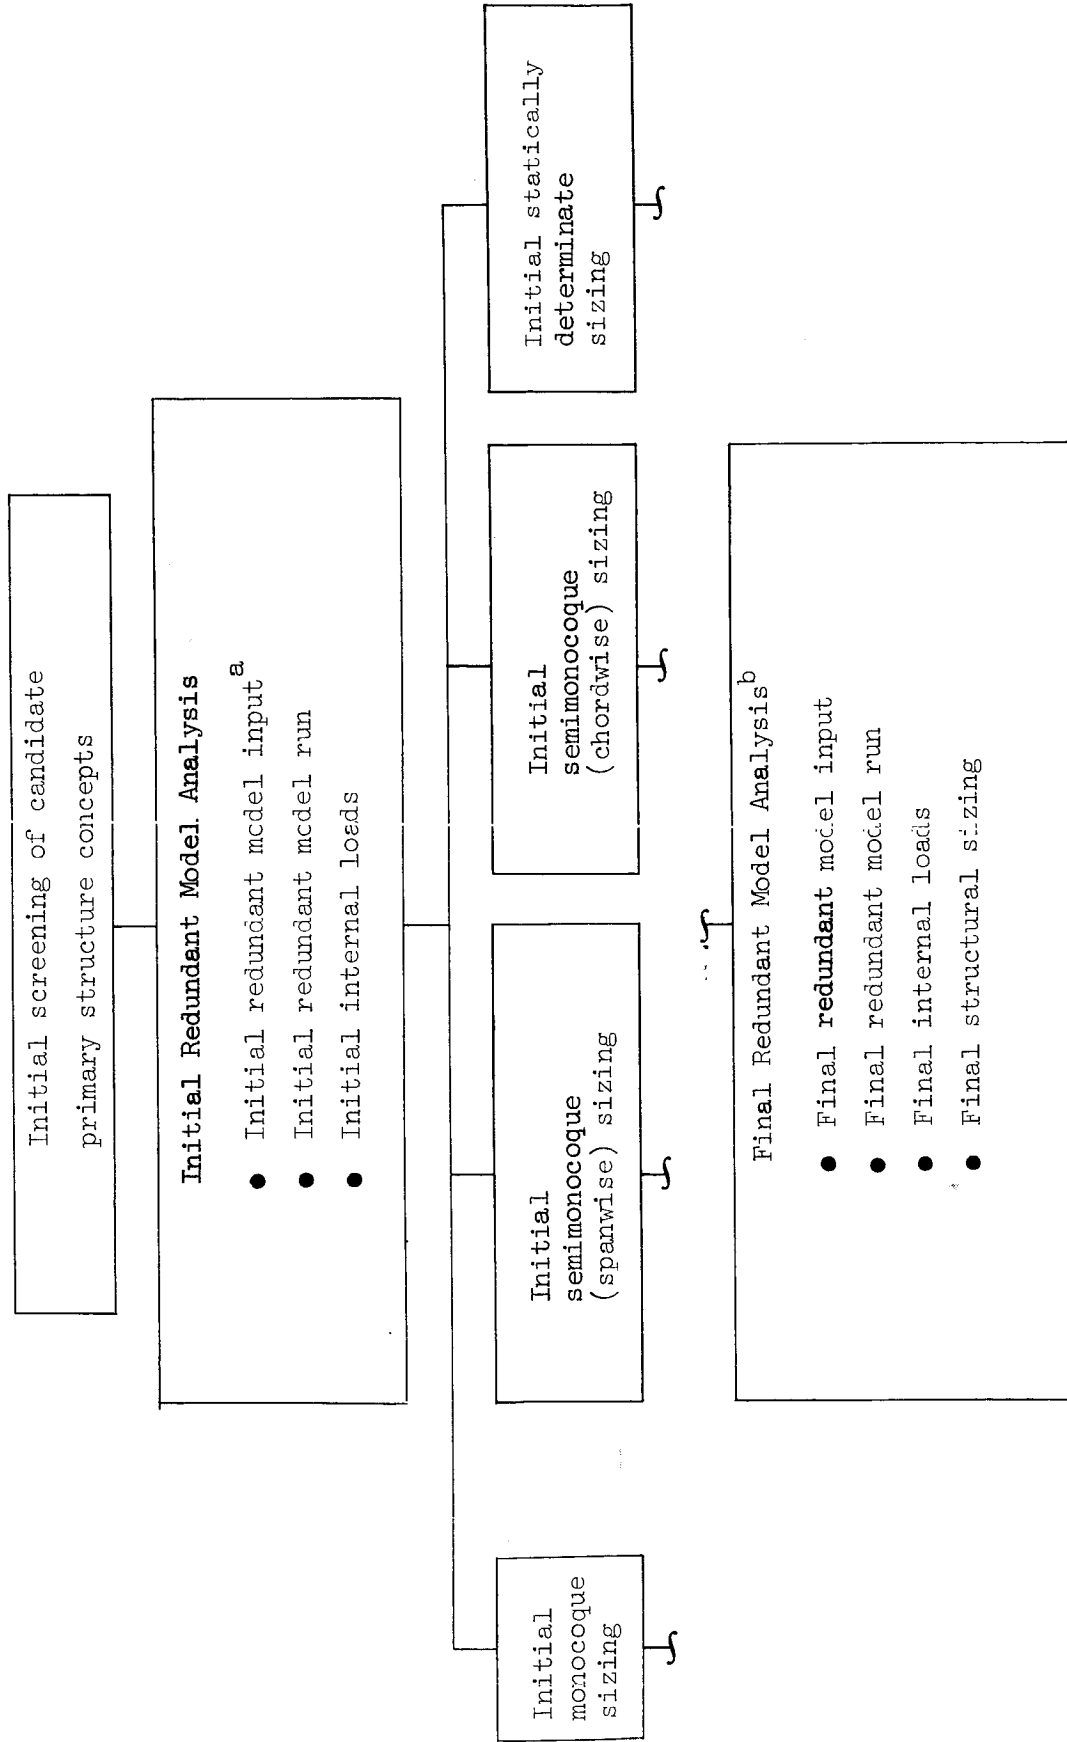 Initial screening of candidate
primary structure concepts
Initial Redundant Model Analysis
● Initial redundant model input a
● Initial redundant model run
● Initial internal loads
Initial
monocoque
sizing
Initial
semimonocoque
(spanwise) sizing
Initial
semimonocoque
(chordwise) sizing
Initial statically
determinate
sizing
Final Redundant Model Analysis b
● Final redundant model input
● Final redundant model run
● Final internal loads
● Final structural sizing